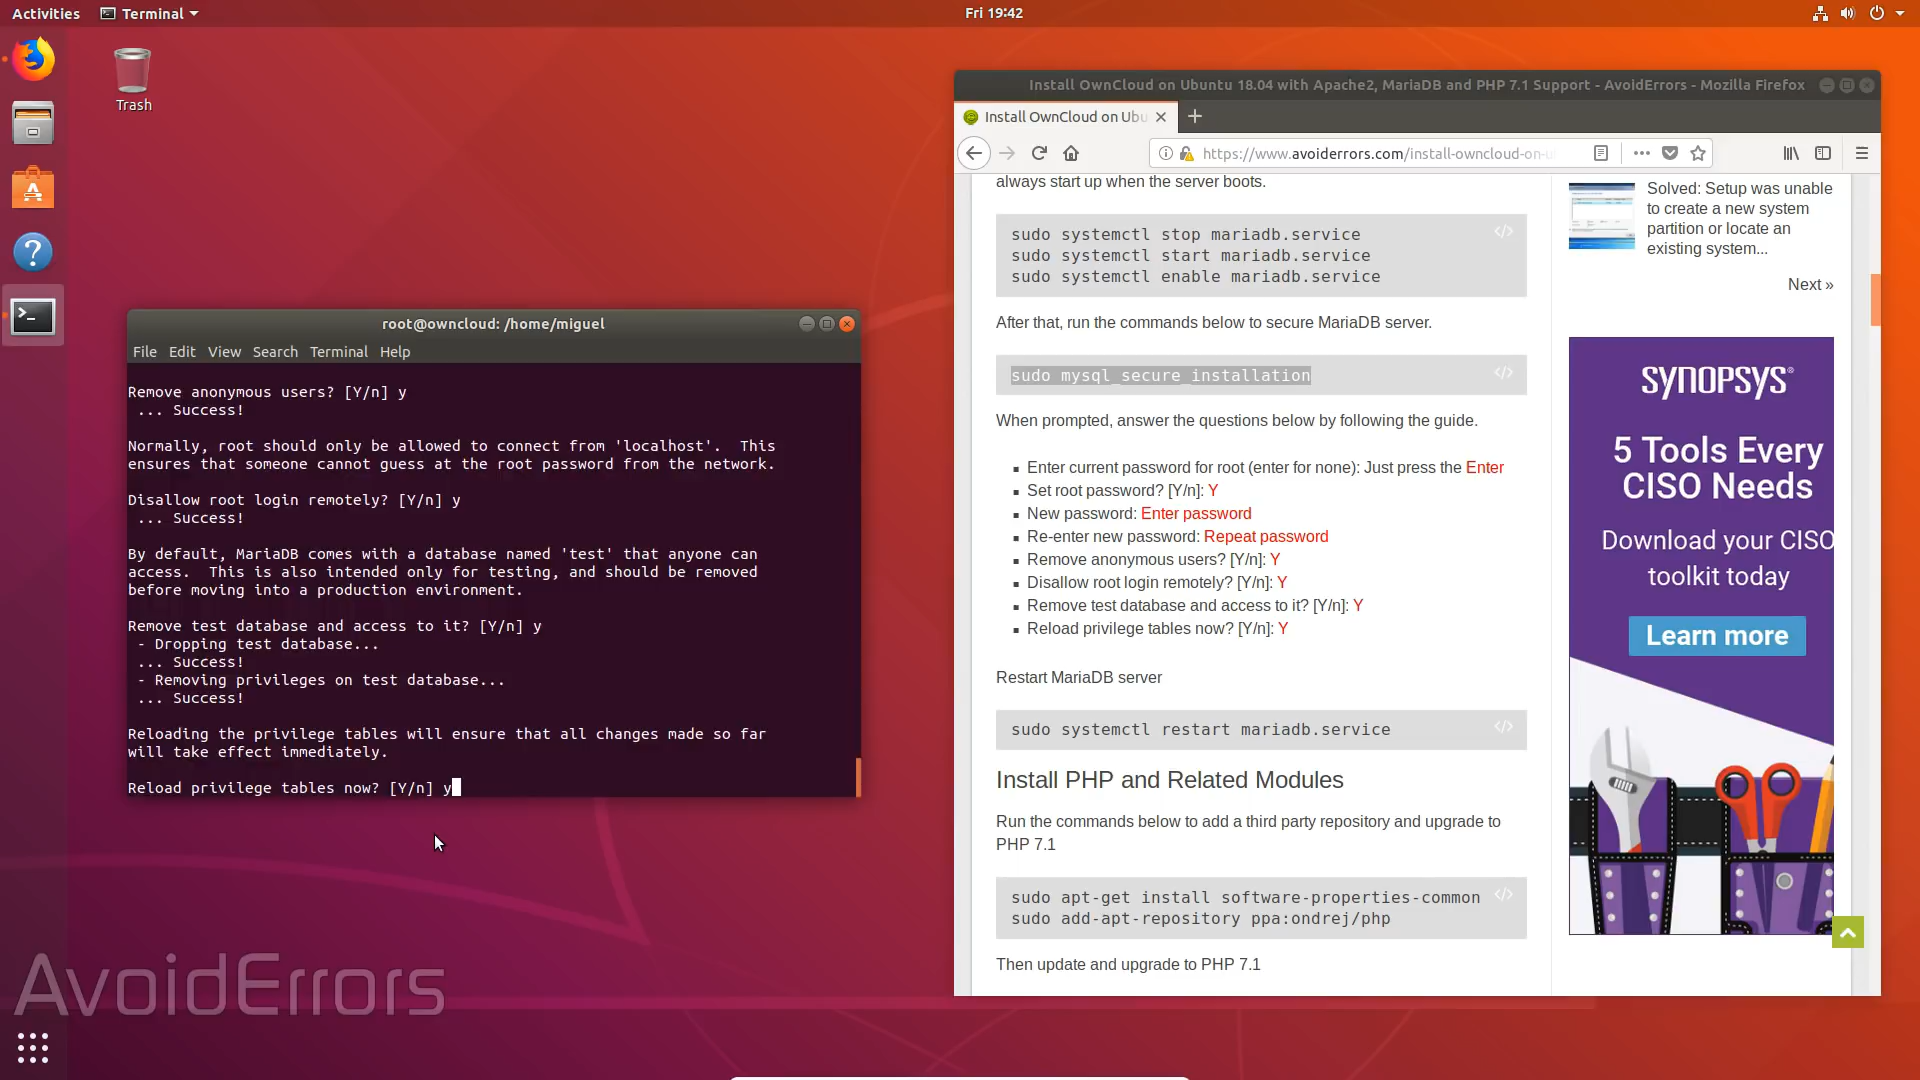 Activities
Terminal
Fri 19:42
Trash
root@owncloud: /home/miguel
File Edit View Search Terminal Help
Remove anonymous users? [Y/n] y
... Success!
Normally, root should only be allowed to connect from 'localhost'.  This
ensures that someone cannot guess at the root password from the network.
Disallow root login remotely? [Y/n] y
... Success!
By default, MariaDB comes with a database named 'test' that anyone can
access.  This is also intended only for testing, and should be removed
before moving into a production environment.
Remove test database and access to it? [Y/n] y
- Dropping test database...
... Success!
- Removing privileges on test database...
... Success!
Reloading the privilege tables will ensure that all changes made so far
will take effect immediately.
Reload privilege tables now? [Y/n] y
AvoidErrors
Install OwnCloud on Ubuntu 18.04 with Apache2, MariaDB and PHP 7.1 Support - AvoidErrors - Mozilla Firefox
Install OwnCloud on Ubu
https://www.avoiderrors.com/install-owncloud-on-u
always start up when the server boots.
sudo systemctl stop mariadb.service
sudo systemctl start mariadb.service
sudo systemctl enable mariadb.service
After that, run the commands below to secure MariaDB server.
sudo mysql_secure_installation
When prompted, answer the questions below by following the guide.
Enter current password for root (enter for none): Just press the Enter
Set root password? [Y/n]: Y
New password: Enter password
Re-enter new password: Repeat password
Remove anonymous users? [Y/n]: Y
Disallow root login remotely? [Y/n]: Y
Remove test database and access to it? [Y/n]: Y
Reload privilege tables now? [Y/n]: Y
Restart MariaDB server
sudo systemctl restart mariadb.service
Install PHP and Related Modules
Run the commands below to add a third party repository and upgrade to
PHP 7.1
sudo apt-get install software-properties-common
sudo add-apt-repository ppa:ondrej/php
Then update and upgrade to PHP 7.1
Solved: Setup was unable
to create a new system
partition or locate an
existing system...
Next »
SYNOPSYS®
5 Tools Every
CISO Needs
Download your CISO
toolkit today
Learn more